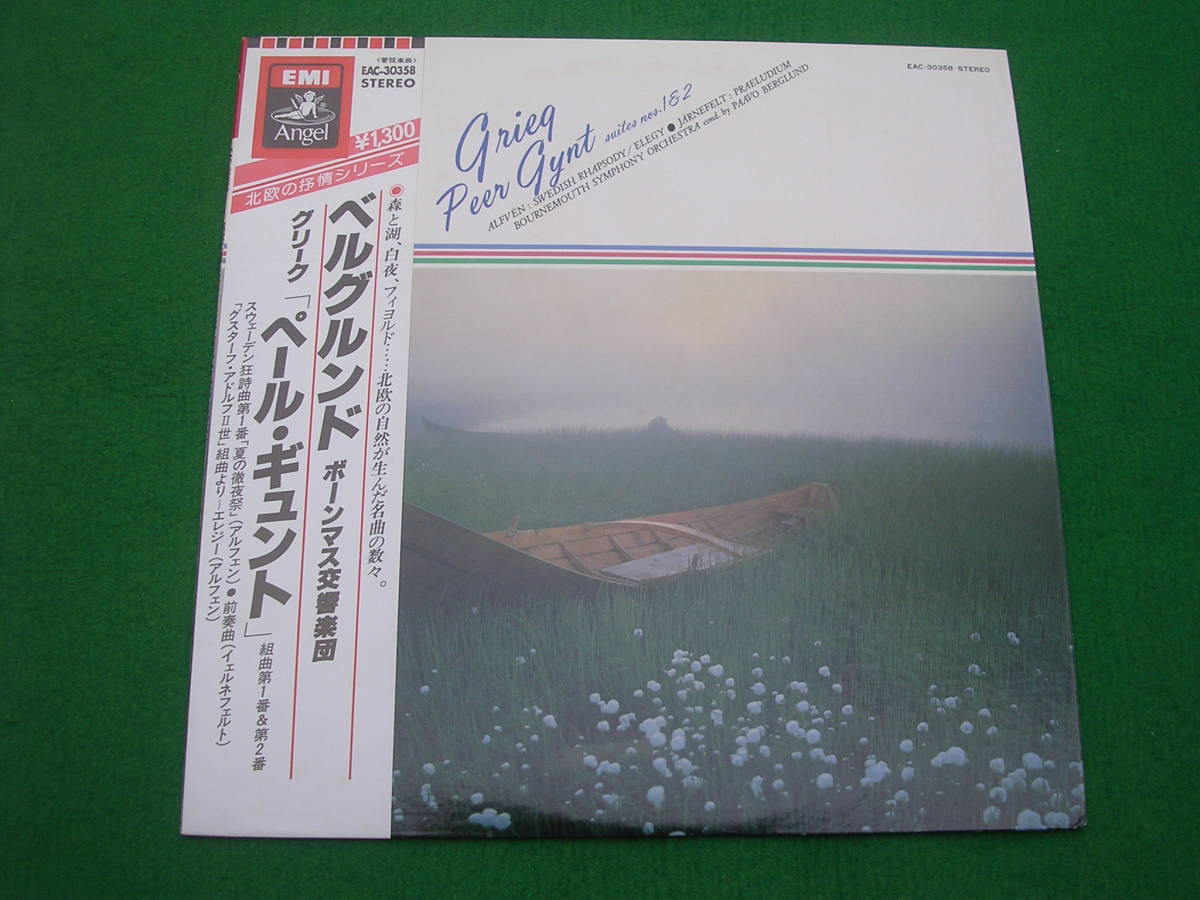 EMI
Angel
〈管弦楽曲〉
EAC-30358
STEREO
¥1,300
北欧の抒情シリーズ
●森と湖、白夜、フィヨルド……北欧の自然が生んだ名曲の数々。
ベルグルンド ボーンマス交響楽団
グリーク「ペール・ギュント」組曲第1番&第2番
スウェーデン狂詩曲第1番「夏の徹夜祭」(アルフェン)●前奏曲(イェルネフェルト)
「グスターフ・アドルフII世」組曲より~エレジー(アルフェン)
EAC-30358・STEREO
Grieg
Peer Gynt suites nos.1&2
ALFVÉN: SWEDISH RHAPSODY/ELEGY ● JÄRNEFELT: PRAELUDIUM
BOURNEMOUTH SYMPHONY ORCHESTRA cond. by PAAVO BERGLUND